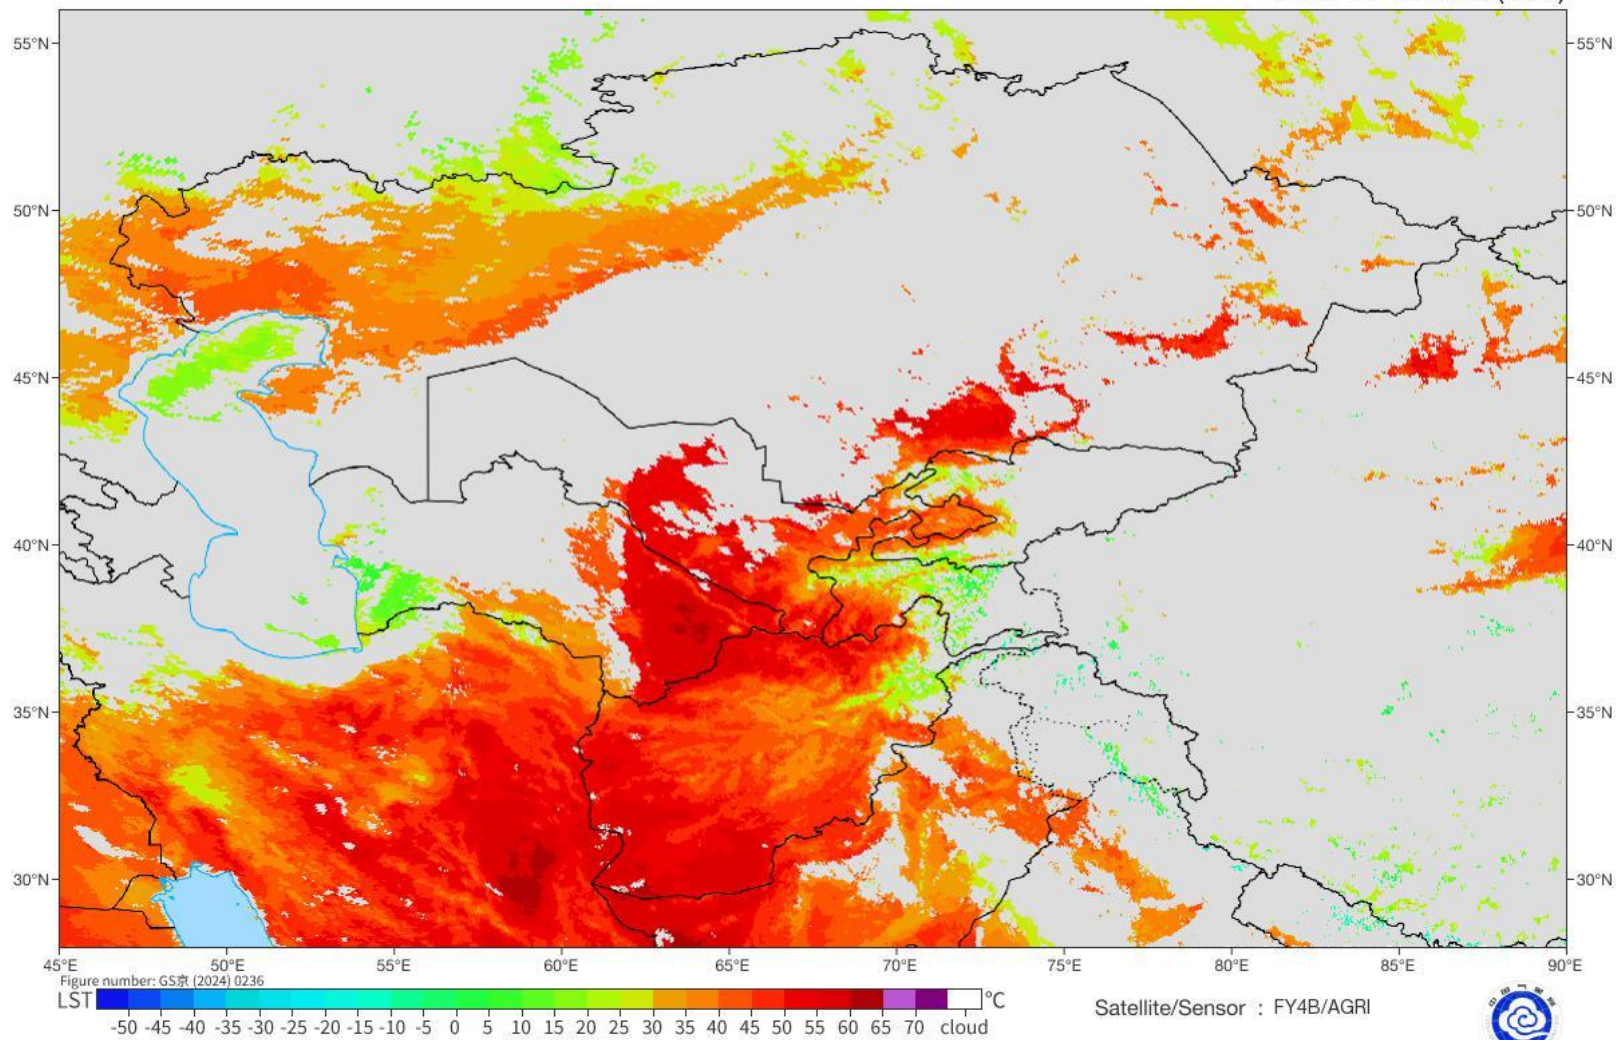 55°N 55°N
50°N 50°N
45°N 45°N
40°N 40°N
35°N 35°N
30°N 30°N
45°E 50°E 55°E 60°E 65°E 70°E 75°E 80°E 85°E 90°E
Figure number: GS京 (2024) 0236
LST °C
-50 -45 -40 -35 -30 -25 -20 -15 -10 -5 0 5 10 15 20 25 30 35 40 45 50 55 60 65 70 cloud
Satellite/Sensor : FY4B/AGRI